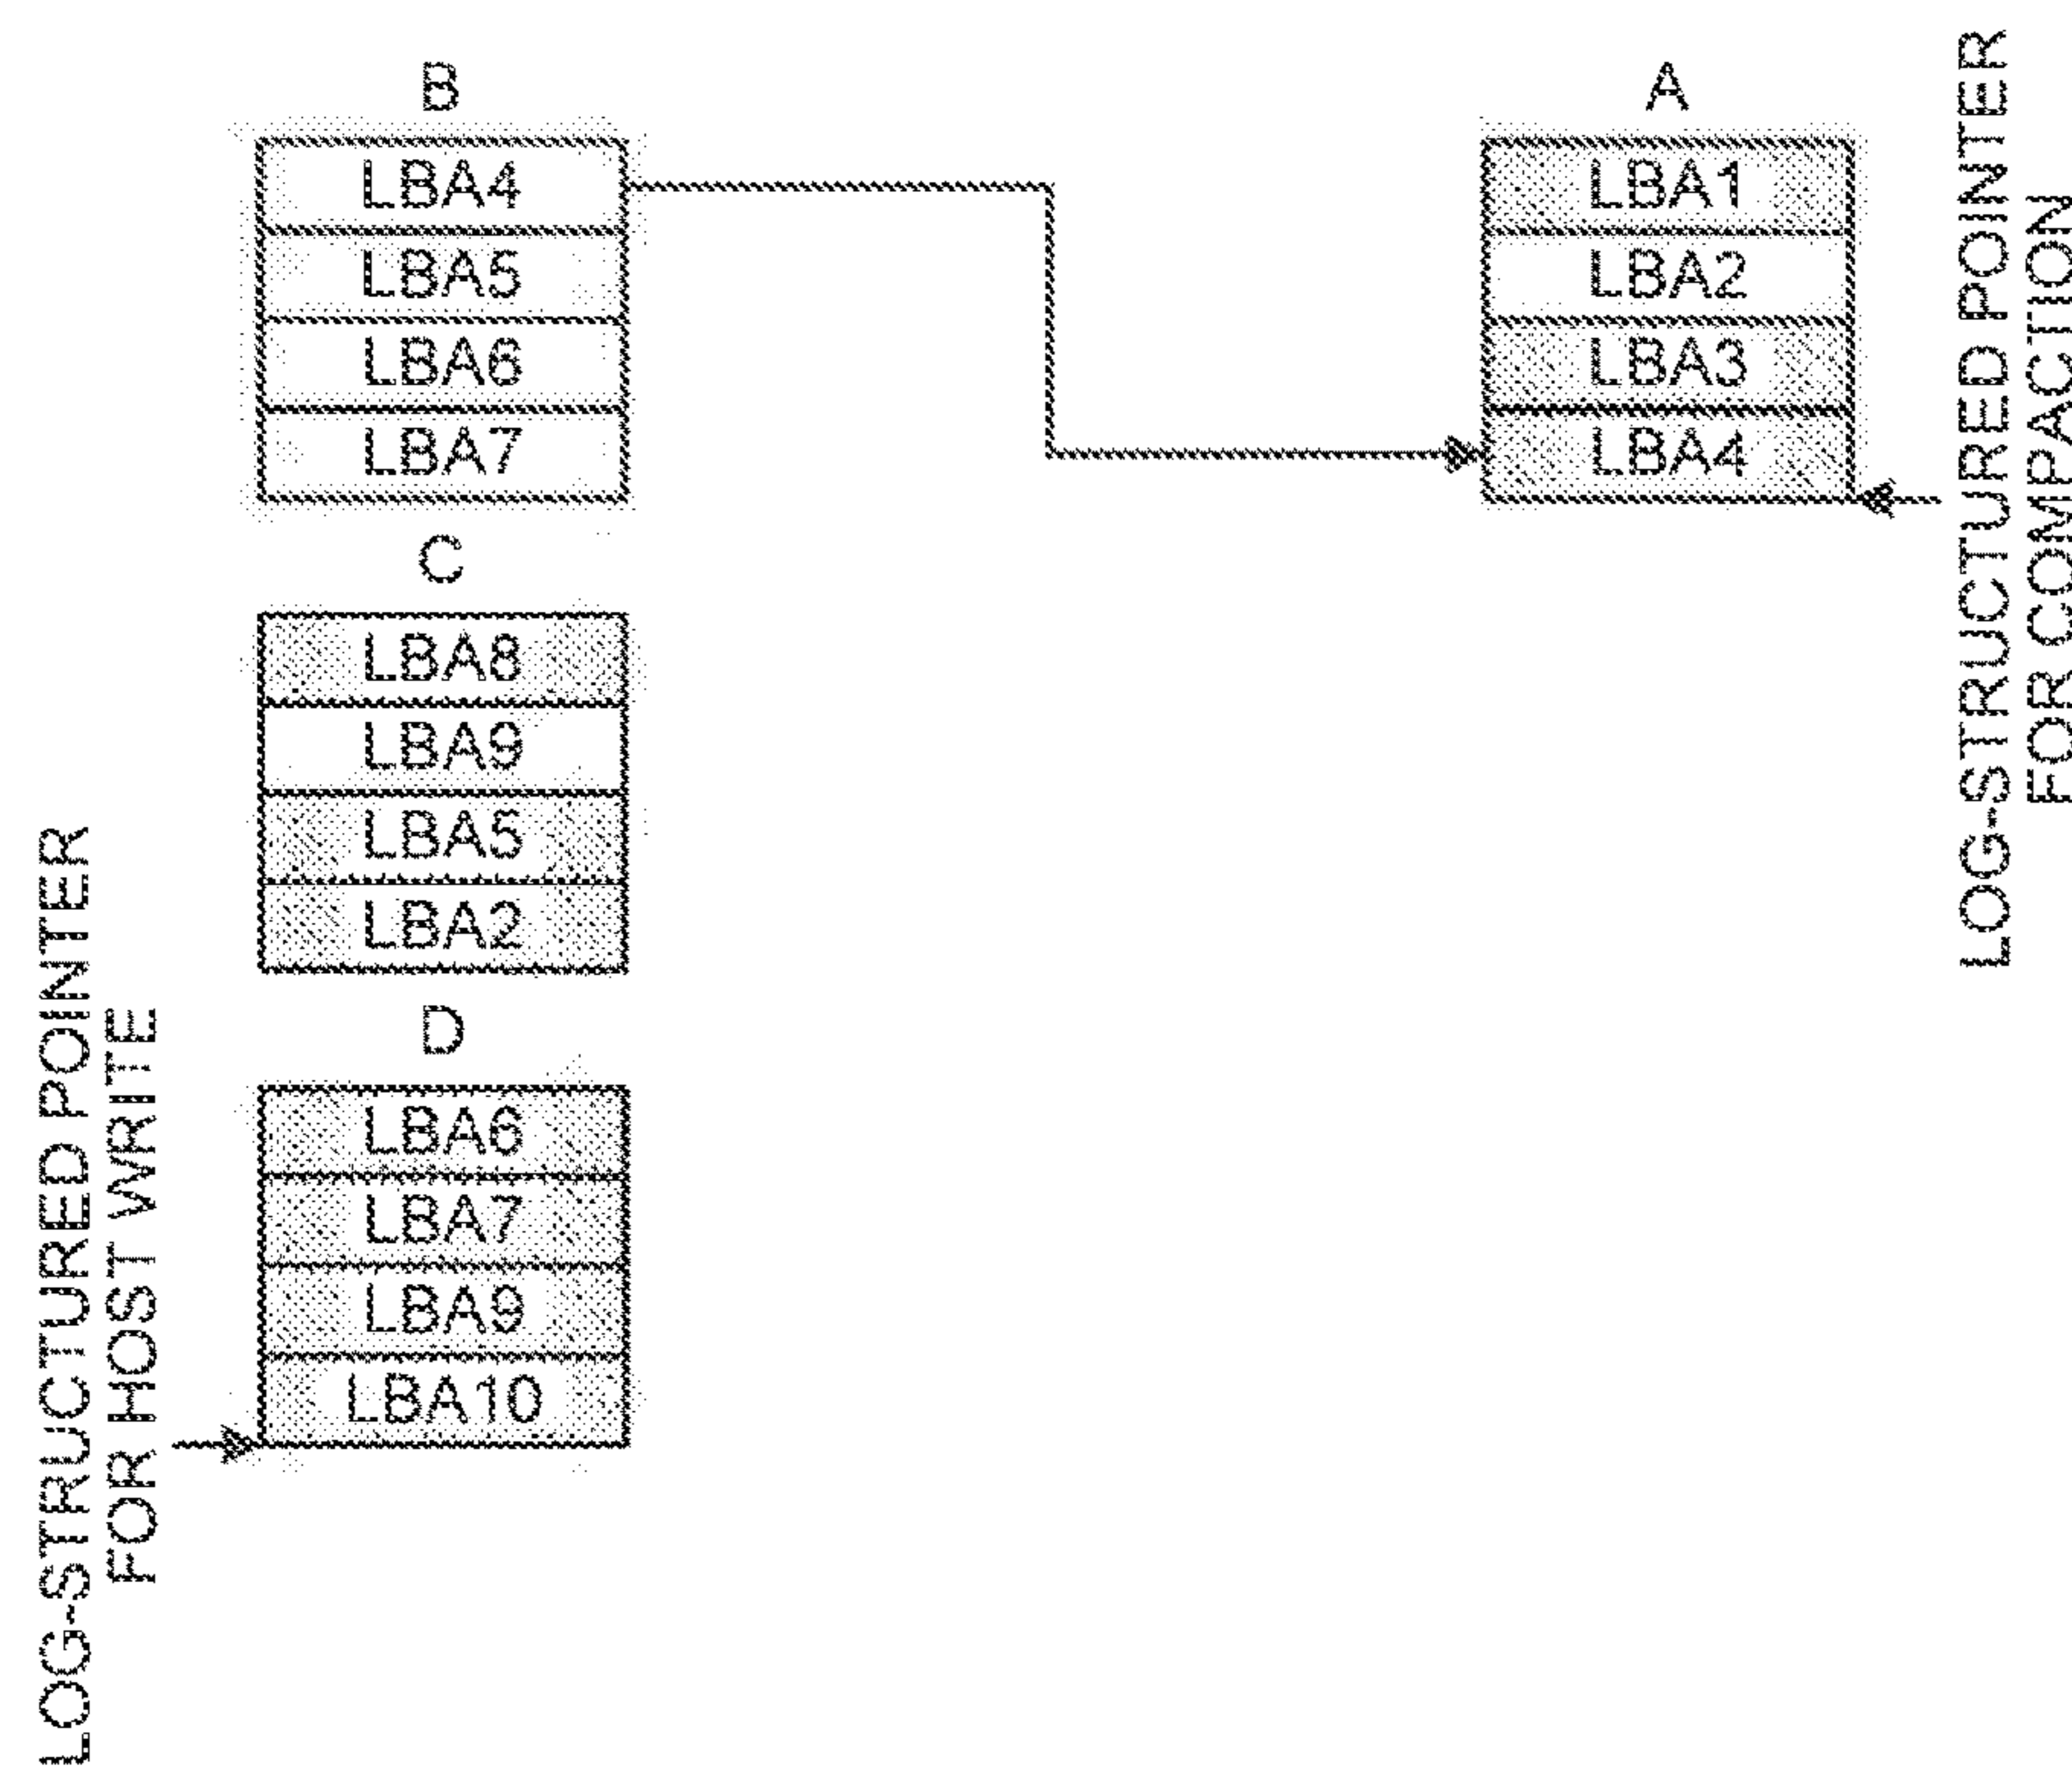 B
LBA4
LBA5
LBA6
LBA7
C
LBA8
LBA9
LBA5
LBA2
D
LBA6
LBA7
LBA9
LBA10
LOG-STRUCTURED POINTER
FOR HOST WRITE
A
LBA1
LBA2
LBA3
LBA4
LOG-STRUCTURED POINTER
FOR COMPACTION